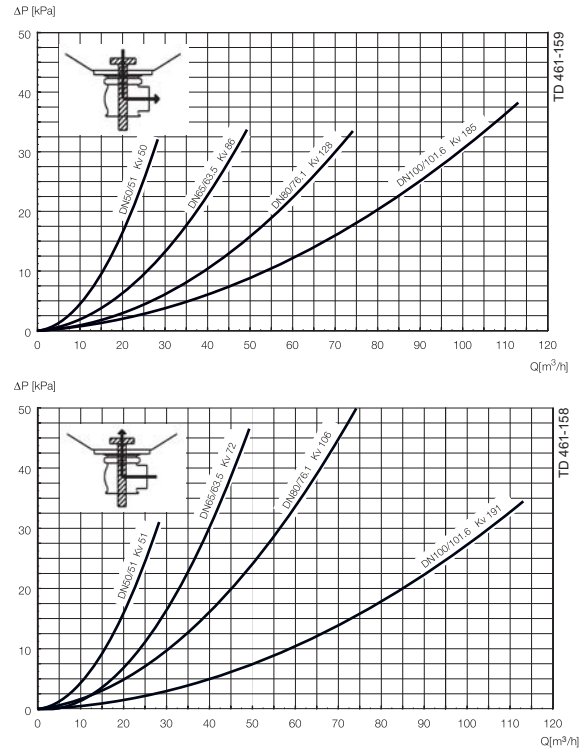 ΔP [kPa]
50
40
30
20
10
0
DN50/51 Kv 50
DN65/63.5 Kv 86
DN80/76.1 Kv 128
DN100/101.6 Kv 185
TD 461-159
0 10 20 30 40 50 60 70 80 90 100 110 120
Q[m³/h]
ΔP [kPa]
50
40
30
20
10
0
DN50/51 Kv 51
DN65/63.5 Kv 72
DN80/76.1 Kv 106
DN100/101.6 Kv 191
TD 461-158
0 10 20 30 40 50 60 70 80 90 100 110 120
Q[m³/h]